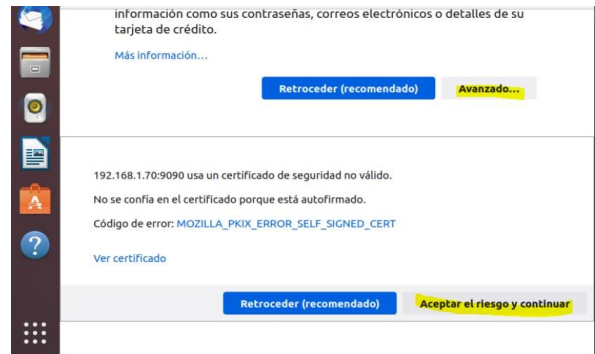 información como sus contraseñas, correos electrónicos o detalles de su
tarjeta de crédito.
Más información...
Retroceder (recomendado) Avanzado...
192.168.1.70:9090 usa un certificado de seguridad no válido.
No se confía en el certificado porque está autofirmado.
Código de error: MOZILLA_PKIX_ERROR_SELF_SIGNED_CERT
Ver certificado
Retroceder (recomendado) Aceptar el riesgo y continuar